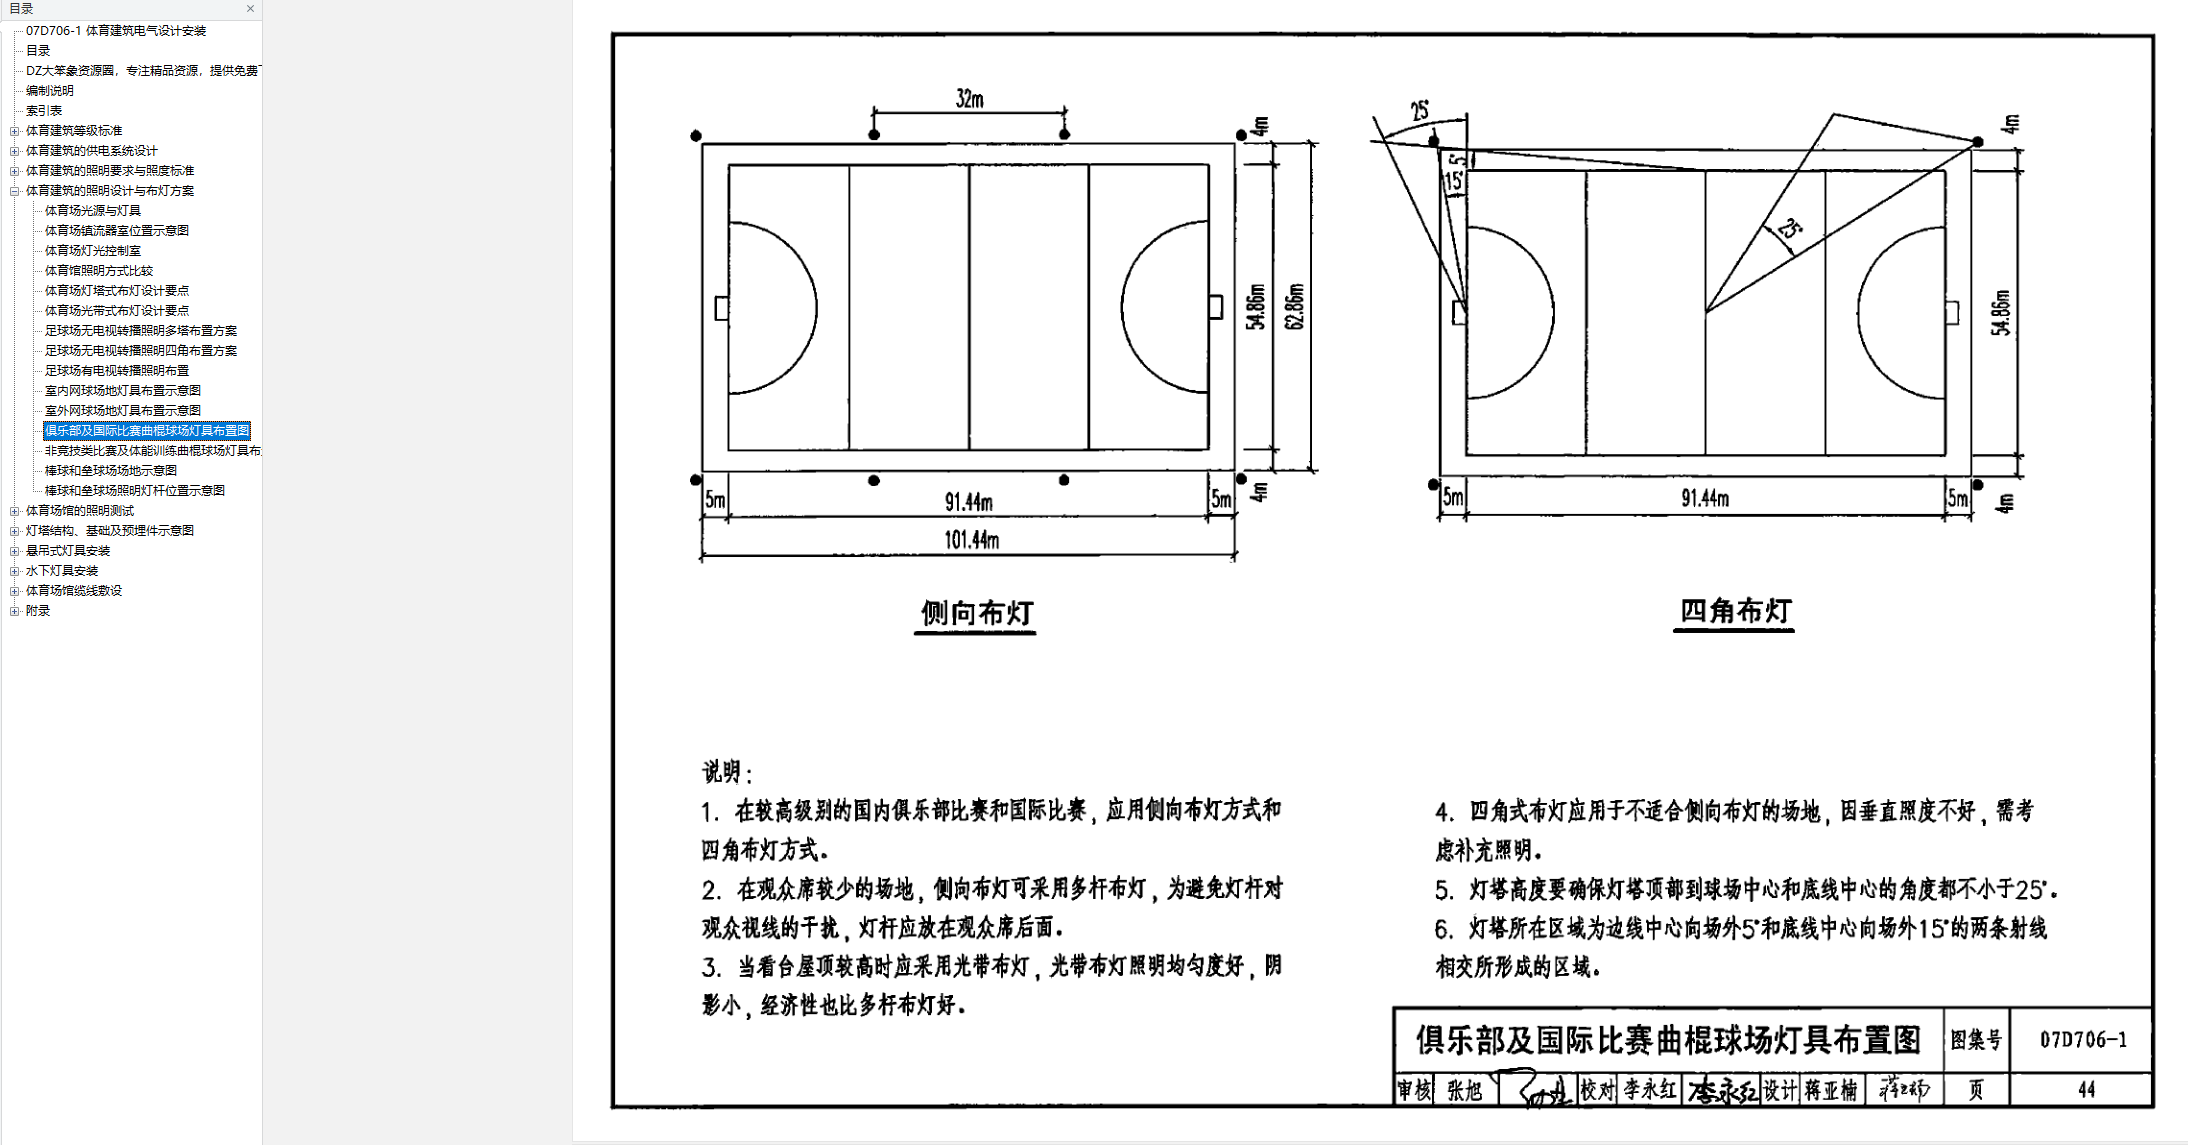 目录
07D706-1 体育建筑电气设计安装
目录
DZ大笨象资源圈，专注精品资源，提供免费
编制说明
索引表
体育建筑等级标准
体育建筑的供电系统设计
体育建筑的照明要求与照度标准
体育建筑的照明设计与布灯方案
体育场光源与灯具
体育场镇流器室位置示意图
体育场灯光控制室
体育馆照明方式比较
体育场灯塔式布灯设计要点
体育场光带式布灯设计要点
足球场无电视转播照明多塔布置方案
足球场无电视转播照明四角布置方案
足球场有电视转播照明布置
室内网球场地灯具布置示意图
室外网球场地灯具布置示意图
俱乐部及国际比赛曲棍球场灯具布置图
非竞技类比赛及体能训练曲棍球场灯具布
棒球和垒球场场地示意图
棒球和垒球场照明灯杆位置示意图
体育场馆的照明测试
灯塔结构、基础及预埋件示意图
悬吊式灯具安装
水下灯具安装
体育场馆缆线敷设
附录
32m
4m
54.86m
62.86m
4m
5m
91.44m
5m
101.44m
侧向布灯
25°
5°
15°
25°
4m
54.86m
4m
5m
91.44m
5m
四角布灯
说明：
1. 在较高级别的国内俱乐部比赛和国际比赛，应用侧向布灯方式和
四角布灯方式。
2. 在观众席较少的场地，侧向布灯可采用多杆布灯，为避免灯杆对
观众视线的干扰，灯杆应放在观众席后面。
3. 当看台屋顶较高时应采用光带布灯，光带布灯照明均匀度好，阴
影小，经济性也比多杆布灯好。
4. 四角式布灯应用于不适合侧向布灯的场地，因垂直照度不好，需考
虑补充照明。
5. 灯塔高度要确保灯塔顶部到球场中心和底线中心的角度都不小于25°。
6. 灯塔所在区域为边线中心向场外5°和底线中心向场外15°的两条射线
相交所形成的区域。
俱乐部及国际比赛曲棍球场灯具布置图 图集号 07D706-1
审核 张旭 校对 李永红 李永红 设计 蒋亚楠 页 44